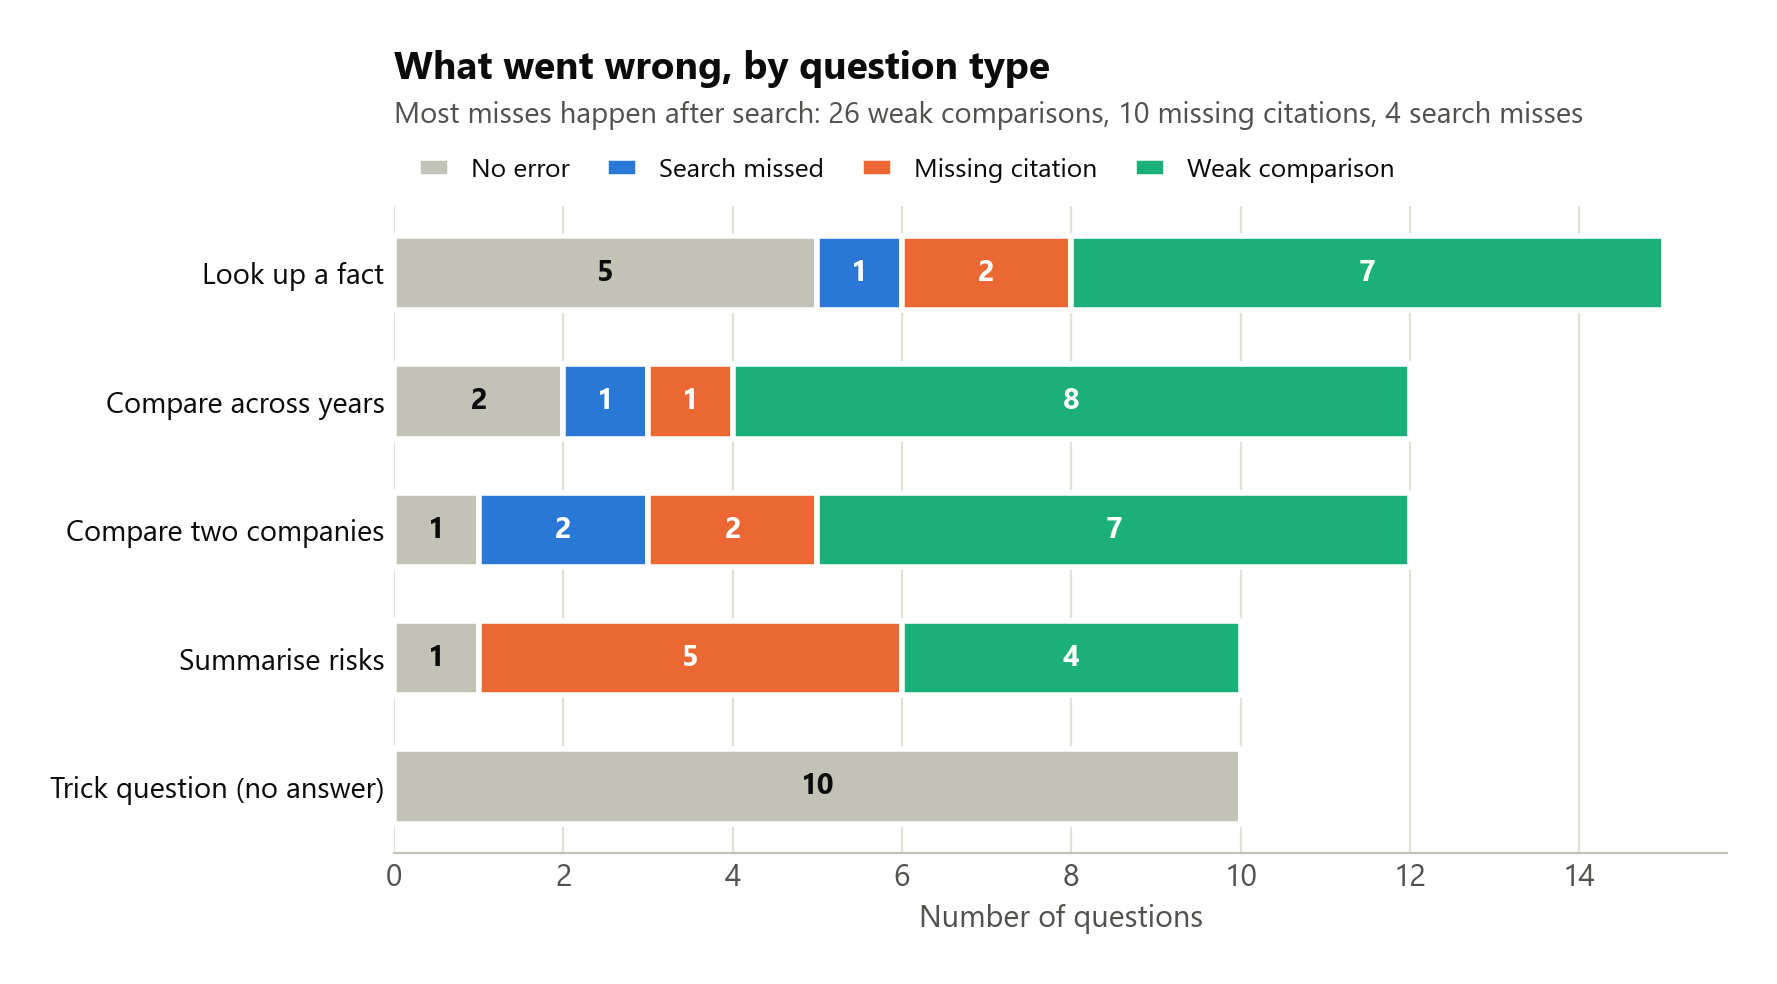 What went wrong, by question type
Most misses happen after search: 26 weak comparisons, 10 missing citations, 4 search misses
No error Search missed Missing citation Weak comparison
Look up a fact 5 1 2 7
Compare across years 2 1 1 8
Compare two companies 1 2 2 7
Summarise risks 1 5 4
Trick question (no answer) 10
0 2 4 6 8 10 12 14
Number of questions